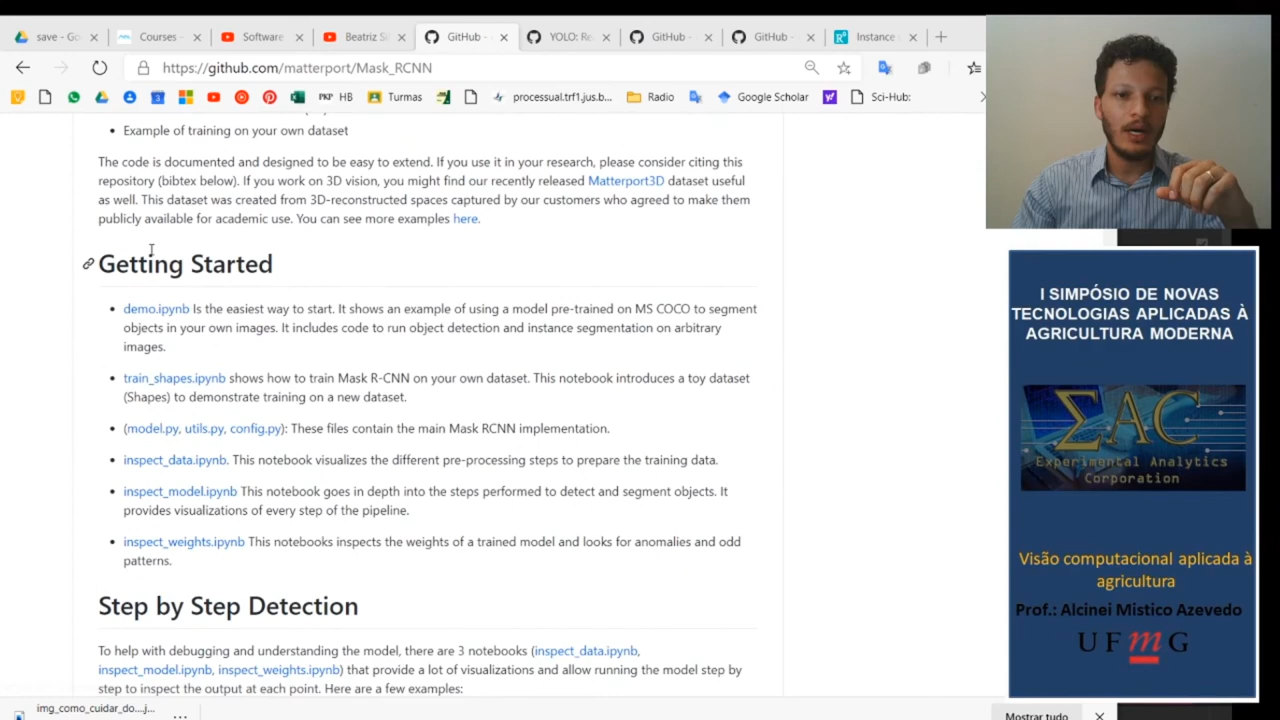 save - Go
Courses -
Software
Beatriz Si
GitHub -
YOLO: Re
GitHub -
GitHub -
Instance
https://github.com/matterport/Mask_RCNN
PKP HB
Turmas
processual.trf1.jus.b...
Radio
Google Scholar
Sci-Hub:
Example of training on your own dataset
The code is documented and designed to be easy to extend. If you use it in your research, please consider citing this
repository (bibtex below). If you work on 3D vision, you might find our recently released Matterport3D dataset useful
as well. This dataset was created from 3D-reconstructed spaces captured by our customers who agreed to make them
publicly available for academic use. You can see more examples here.
Getting Started
demo.ipynb Is the easiest way to start. It shows an example of using a model pre-trained on MS COCO to segment
objects in your own images. It includes code to run object detection and instance segmentation on arbitrary
images.
train_shapes.ipynb shows how to train Mask R-CNN on your own dataset. This notebook introduces a toy dataset
(Shapes) to demonstrate training on a new dataset.
(model.py, utils.py, config.py): These files contain the main Mask RCNN implementation.
inspect_data.ipynb. This notebook visualizes the different pre-processing steps to prepare the training data.
inspect_model.ipynb This notebook goes in depth into the steps performed to detect and segment objects. It
provides visualizations of every step of the pipeline.
inspect_weights.ipynb This notebooks inspects the weights of a trained model and looks for anomalies and odd
patterns.
Step by Step Detection
To help with debugging and understanding the model, there are 3 notebooks (inspect_data.ipynb,
inspect_model.ipynb, inspect_weights.ipynb) that provide a lot of visualizations and allow running the model step by
step to inspect the output at each point. Here are a few examples:
img_como_cuidar_do....j...
Mostrar tudo
I SIMPÓSIO DE NOVAS
TECNOLOGIAS APLICADAS À
AGRICULTURA MODERNA
ΣAC
Experimental Analytics
Corporation
Visão computacional aplicada à
agricultura
Prof.: Alcinei Mistico Azevedo
UFmG